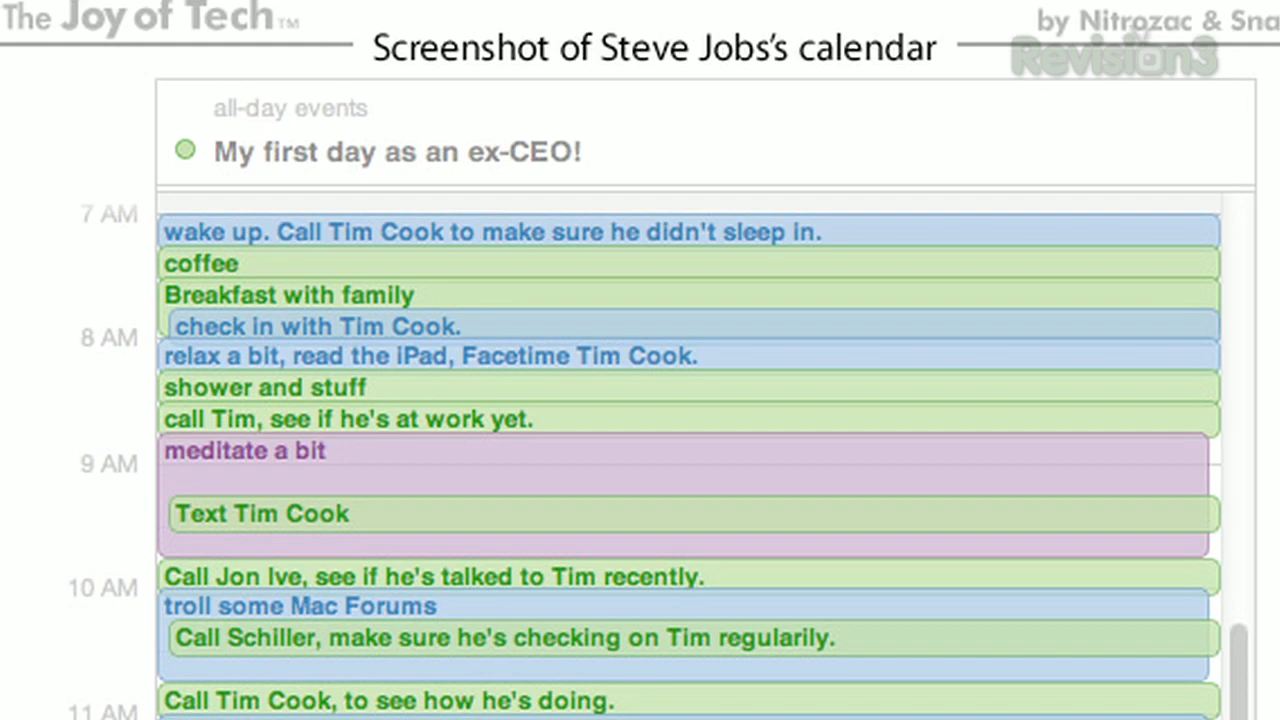 The Joy of Tech™
by Nitrozac & Sna
Revision3
Screenshot of Steve Jobs's calendar
all-day events
My first day as an ex-CEO!
7 AM
wake up. Call Tim Cook to make sure he didn't sleep in.
coffee
Breakfast with family
check in with Tim Cook.
8 AM
relax a bit, read the iPad, Facetime Tim Cook.
shower and stuff
call Tim, see if he's at work yet.
meditate a bit
9 AM
Text Tim Cook
Call Jon Ive, see if he's talked to Tim recently.
10 AM
troll some Mac Forums
Call Schiller, make sure he's checking on Tim regularily.
Call Tim Cook, to see how he's doing.
11 AM